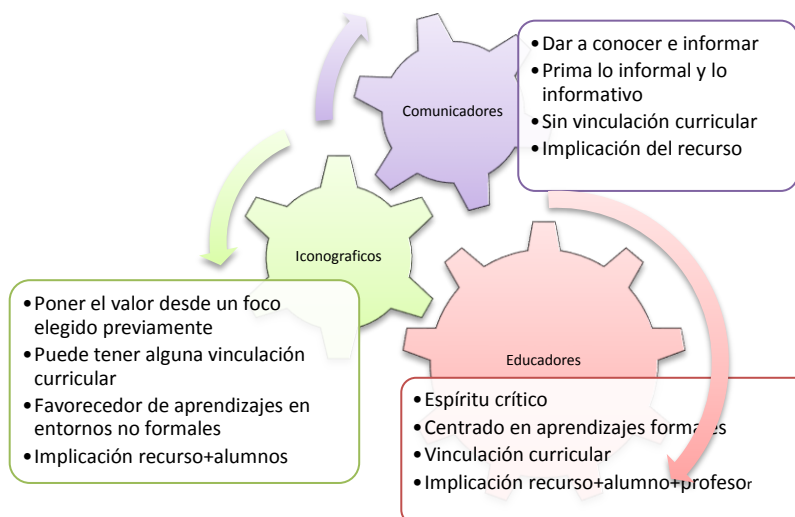 Comunicadores
• Dar a conocer e informar
• Prima lo informal y lo
informativo
• Sin vinculación curricular
• Implicación del recurso
Iconograficos
• Poner el valor desde un foco
elegido previamente
• Puede tener alguna vinculación
curricular
• Favorecedor de aprendizajes en
entornos no formales
• Implicación recurso+alumnos
Educadores
• Espíritu crítico
• Centrado en aprendizajes formales
• Vinculación curricular
• Implicación recurso+alumno+profesor